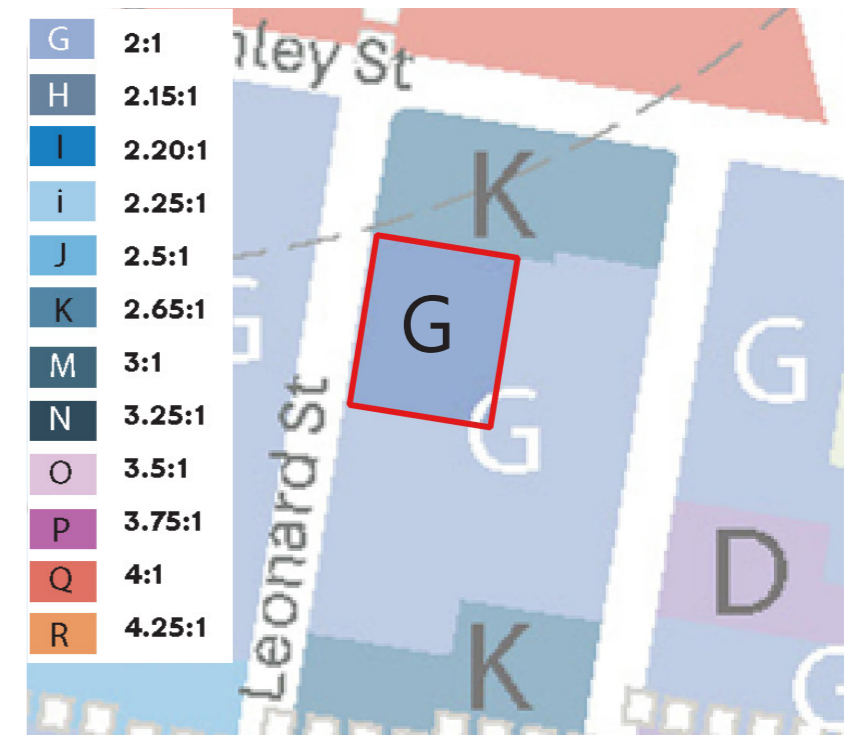 G 2:1
H 2.15:1
I 2.20:1
i 2.25:1
J 2.5:1
K 2.65:1
M 3:1
N 3.25:1
O 3.5:1
P 3.75:1
Q 4:1
R 4.25:1
nley St
K
G
G
G
G
Leonard St
D
K
G